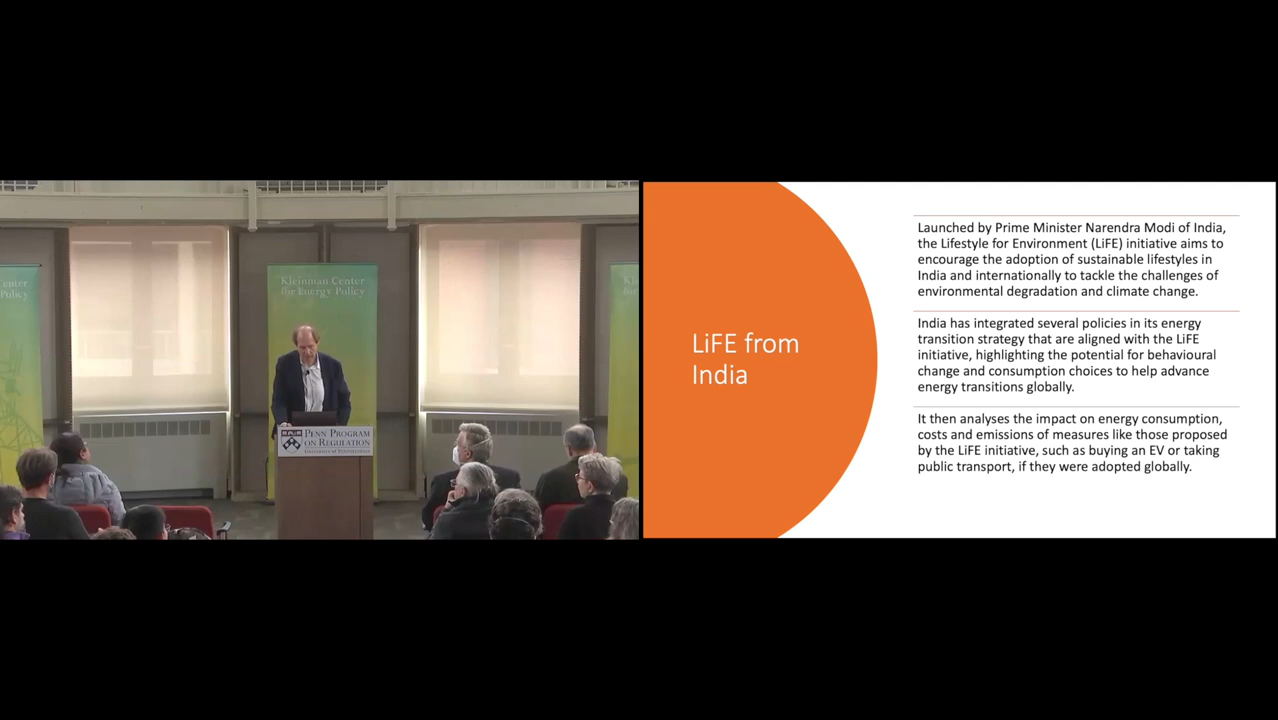 Kleinman Center
for Energy Policy
PENN PROGRAM
ON REGULATION
UNIVERSITY OF PENNSYLVANIA
LiFE from
India
Launched by Prime Minister Narendra Modi of India,
the Lifestyle for Environment (LiFE) initiative aims to
encourage the adoption of sustainable lifestyles in
India and internationally to tackle the challenges of
environmental degradation and climate change.
India has integrated several policies in its energy
transition strategy that are aligned with the LiFE
initiative, highlighting the potential for behavioural
change and consumption choices to help advance
energy transitions globally.
It then analyses the impact on energy consumption,
costs and emissions of measures like those proposed
by the LiFE initiative, such as buying an EV or taking
public transport, if they were adopted globally.